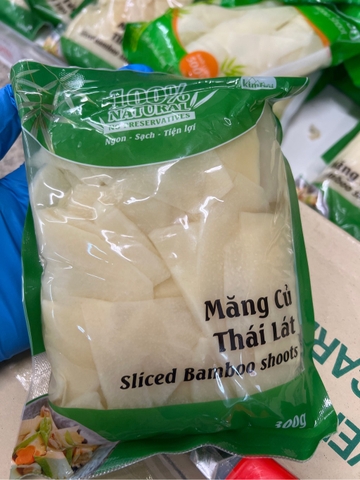 100%
NATURAL
NO PRESERVATIVES
Ngon - Sạch - Tiện lợi
Măng Củ
Thái Lát
Sliced Bamboo shoots
300g